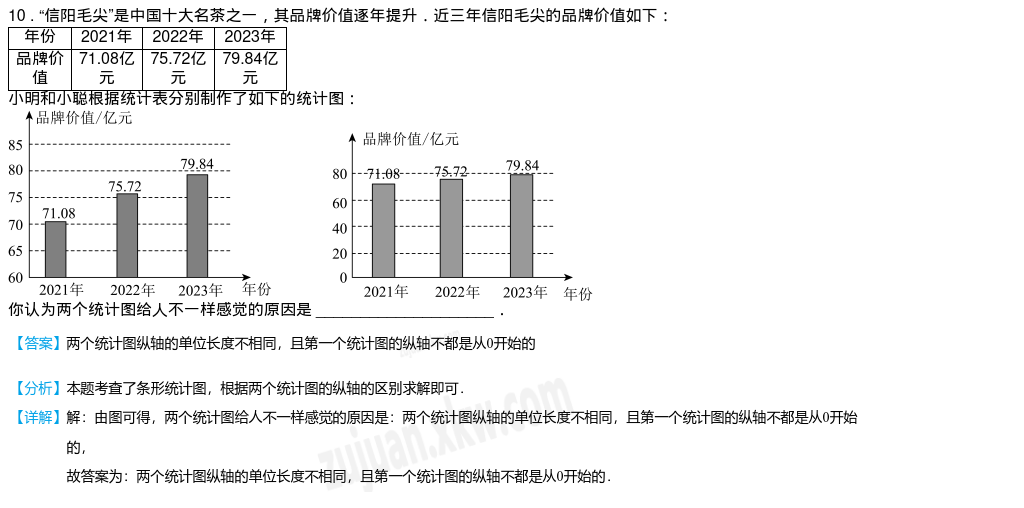 10．“信阳毛尖”是中国十大名茶之一，其品牌价值逐年提升．近三年信阳毛尖的品牌价值如下：
年份 2021年 2022年 2023年
品牌价值 71.08亿元 75.72亿元 79.84亿元
小明和小聪根据统计表分别制作了如下的统计图：
品牌价值/亿元
85
80
75
70
65
60
71.08
75.72
79.84
2021年 2022年 2023年 年份
品牌价值/亿元
80
60
40
20
0
71.08
75.72
79.84
2021年 2022年 2023年 年份
你认为两个统计图给人不一样感觉的原因是 ____________________．
【答案】两个统计图纵轴的单位长度不相同，且第一个统计图的纵轴不都是从0开始的
【分析】本题考查了条形统计图，根据两个统计图的纵轴的区别求解即可．
【详解】解：由图可得，两个统计图给人不一样感觉的原因是：两个统计图纵轴的单位长度不相同，且第一个统计图的纵轴不都是从0开始
的，
故答案为：两个统计图纵轴的单位长度不相同，且第一个统计图的纵轴不都是从0开始的．
zujuan.xkw.com